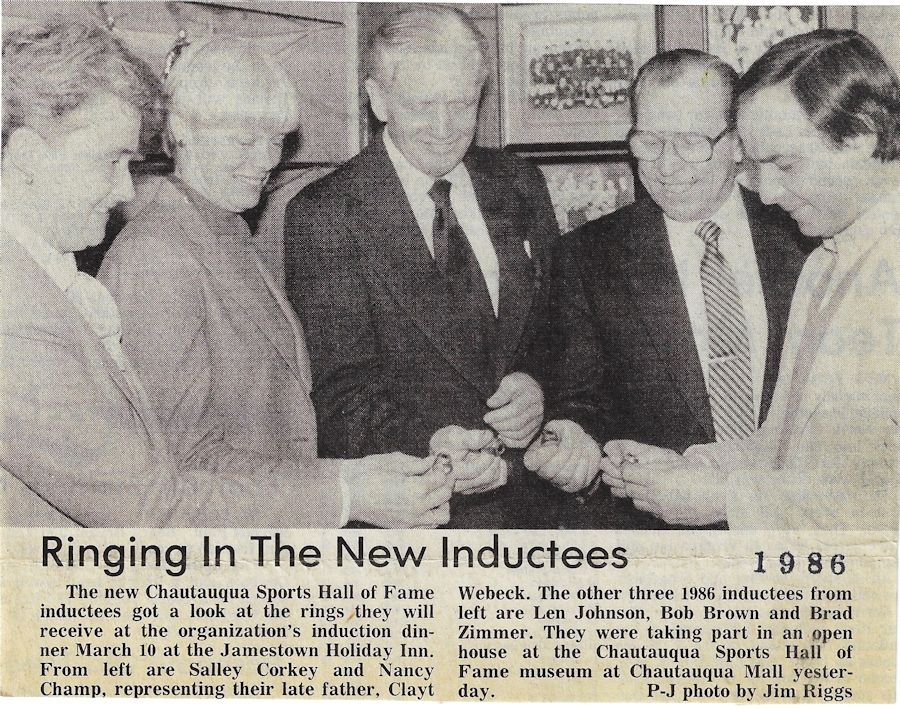 Ringing In The New Inductees
1986
The new Chautauqua Sports Hall of Fame
inductees got a look at the rings they will
receive at the organization's induction din-
ner March 10 at the Jamestown Holiday Inn.
From left are Salley Corkey and Nancy
Champ, representing their late father, Clayt
Webeck. The other three 1986 inductees from
left are Len Johnson, Bob Brown and Brad
Zimmer. They were taking part in an open
house at the Chautauqua Sports Hall of
Fame museum at Chautauqua Mall yester-
day. P-J photo by Jim Riggs